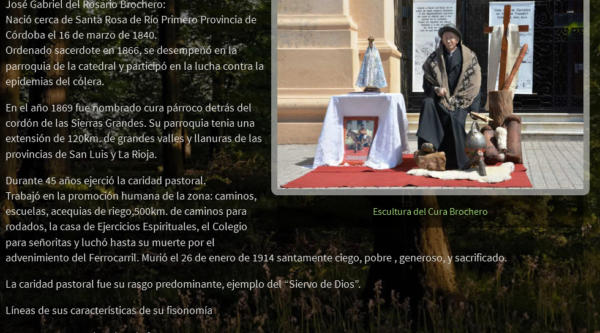 José Gabriel del Rosario Brochero:
Nació cerca de Santa Rosa de Río Primero Provincia de
Córdoba el 16 de marzo de 1840.
Ordenado sacerdote en 1866, se desempenó en la
parroquia de la catedral y participó en la lucha contra la
epidemias del cólera.
En el año 1869 fue nombrado cura párroco detrás del
cordón de las Sierras Grandes. Su parroquia tenia una
extensión de 120km. de grandes valles y llanuras de las
provincias de San Luis y La Rioja.
Durante 45 años ejerció la caridad pastoral.
Trabajó en la promoción humana de la zona: caminos,
escuelas, acequias de riego,500km. de caminos para
rodados, la casa de Ejercicios Espirituales, el Colegio
para señoritas y luchó hasta su muerte por el
advenimiento del Ferrocarril. Murió el 26 de enero de 1914 santamente ciego, pobre , generoso, y sacrificado.
La caridad pastoral fue su rasgo predominante, ejemplo del “Siervo de Dios”.
Líneas de sus características de su fisonomía
Escultura del Cura Brochero